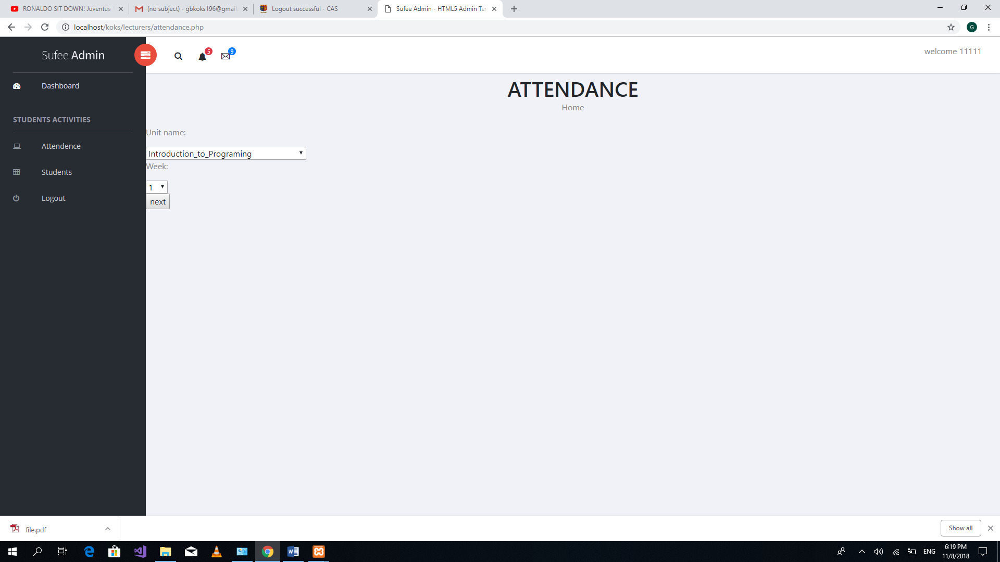 RONALDO SIT DOWN! Juventus
(no subject) - gbkoks196@gmail.
Logout successful - CAS
Sufee Admin - HTML5 Admin Ter
localhost/koks/lecturers/attendance.php
G
Sufee Admin
5
9
welcome 11111
Dashboard
ATTENDANCE
Home
STUDENTS ACTIVITIES
Unit name:
Attendence
Introduction_to_Programing
Week:
Students
1
Logout
next
file.pdf
Show all
ENG
6:19 PM
11/8/2018